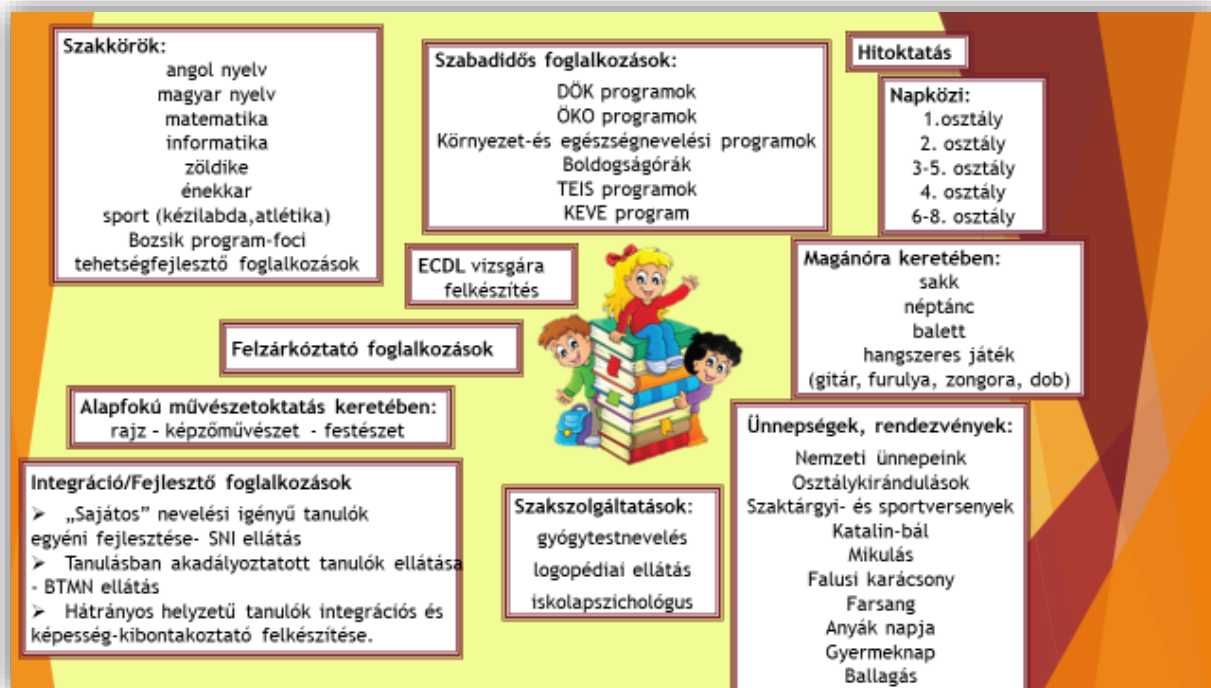 Szakkörök:
angol nyelv
magyar nyelv
matematika
informatika
zöldike
énekkar
sport (kézilabda,atlétika)
Bozsik program-foci
tehetségfejlesztő foglalkozások
Szabadidős foglalkozások:
DÖK programok
ÖKO programok
Környezet-és egészségnevelési programok
Boldogságórák
TEIS programok
KEVE program
Hitoktatás
Napközi:
1.osztály
2. osztály
3-5. osztály
4. osztály
6-8. osztály
ECDL vizsgára
felkészítés
Magánóra keretében:
sakk
néptánc
balett
hangszeres játék
(gitár, furulya, zongora, dob)
Felzárkóztató foglalkozások
Alapfokú művészetoktatás keretében:
rajz - képzőművészet - festészet
Integráció/Fejlesztő foglalkozások
➢ „Sajátos” nevelési igényű tanulók
egyéni fejlesztése- SNI ellátás
➢ Tanulásban akadályoztatott tanulók ellátása
- BTMN ellátás
➢ Hátrányos helyzetű tanulók integrációs és
képesség-kibontakoztató felkészítése.
Szakszolgáltatások:
gyógytestnevelés
logopédiai ellátás
iskolapszichológus
Ünnepségek, rendezvények:
Nemzeti ünnepeink
Osztálykirándulások
Szaktárgyi- és sportversenyek
Katalin-bál
Mikulás
Falusi karácsony
Farsang
Anyák napja
Gyermeknap
Ballagás